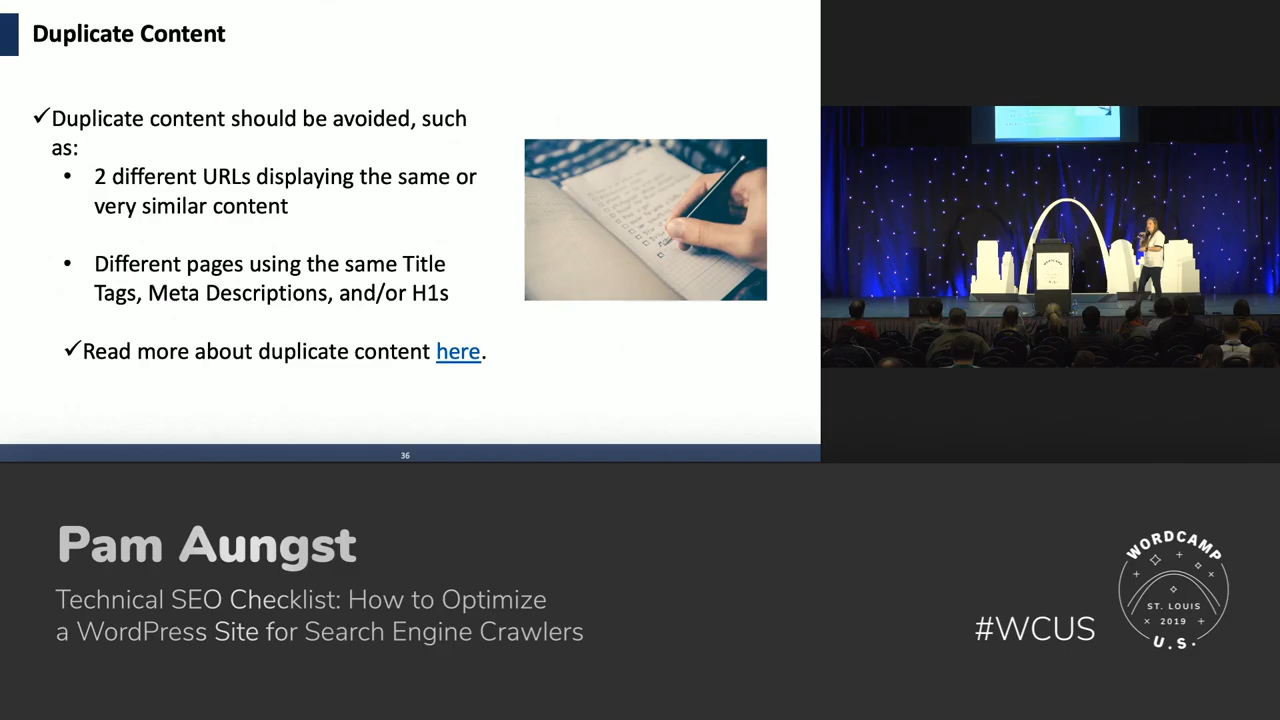 Duplicate Content
✓Duplicate content should be avoided, such
as:
• 2 different URLs displaying the same or
very similar content
• Different pages using the same Title
Tags, Meta Descriptions, and/or H1s
✓Read more about duplicate content here.
36
Pam Aungst
Technical SEO Checklist: How to Optimize
a WordPress Site for Search Engine Crawlers
#WCUS
WORDCAMP
ST. LOUIS
2019
U.S.